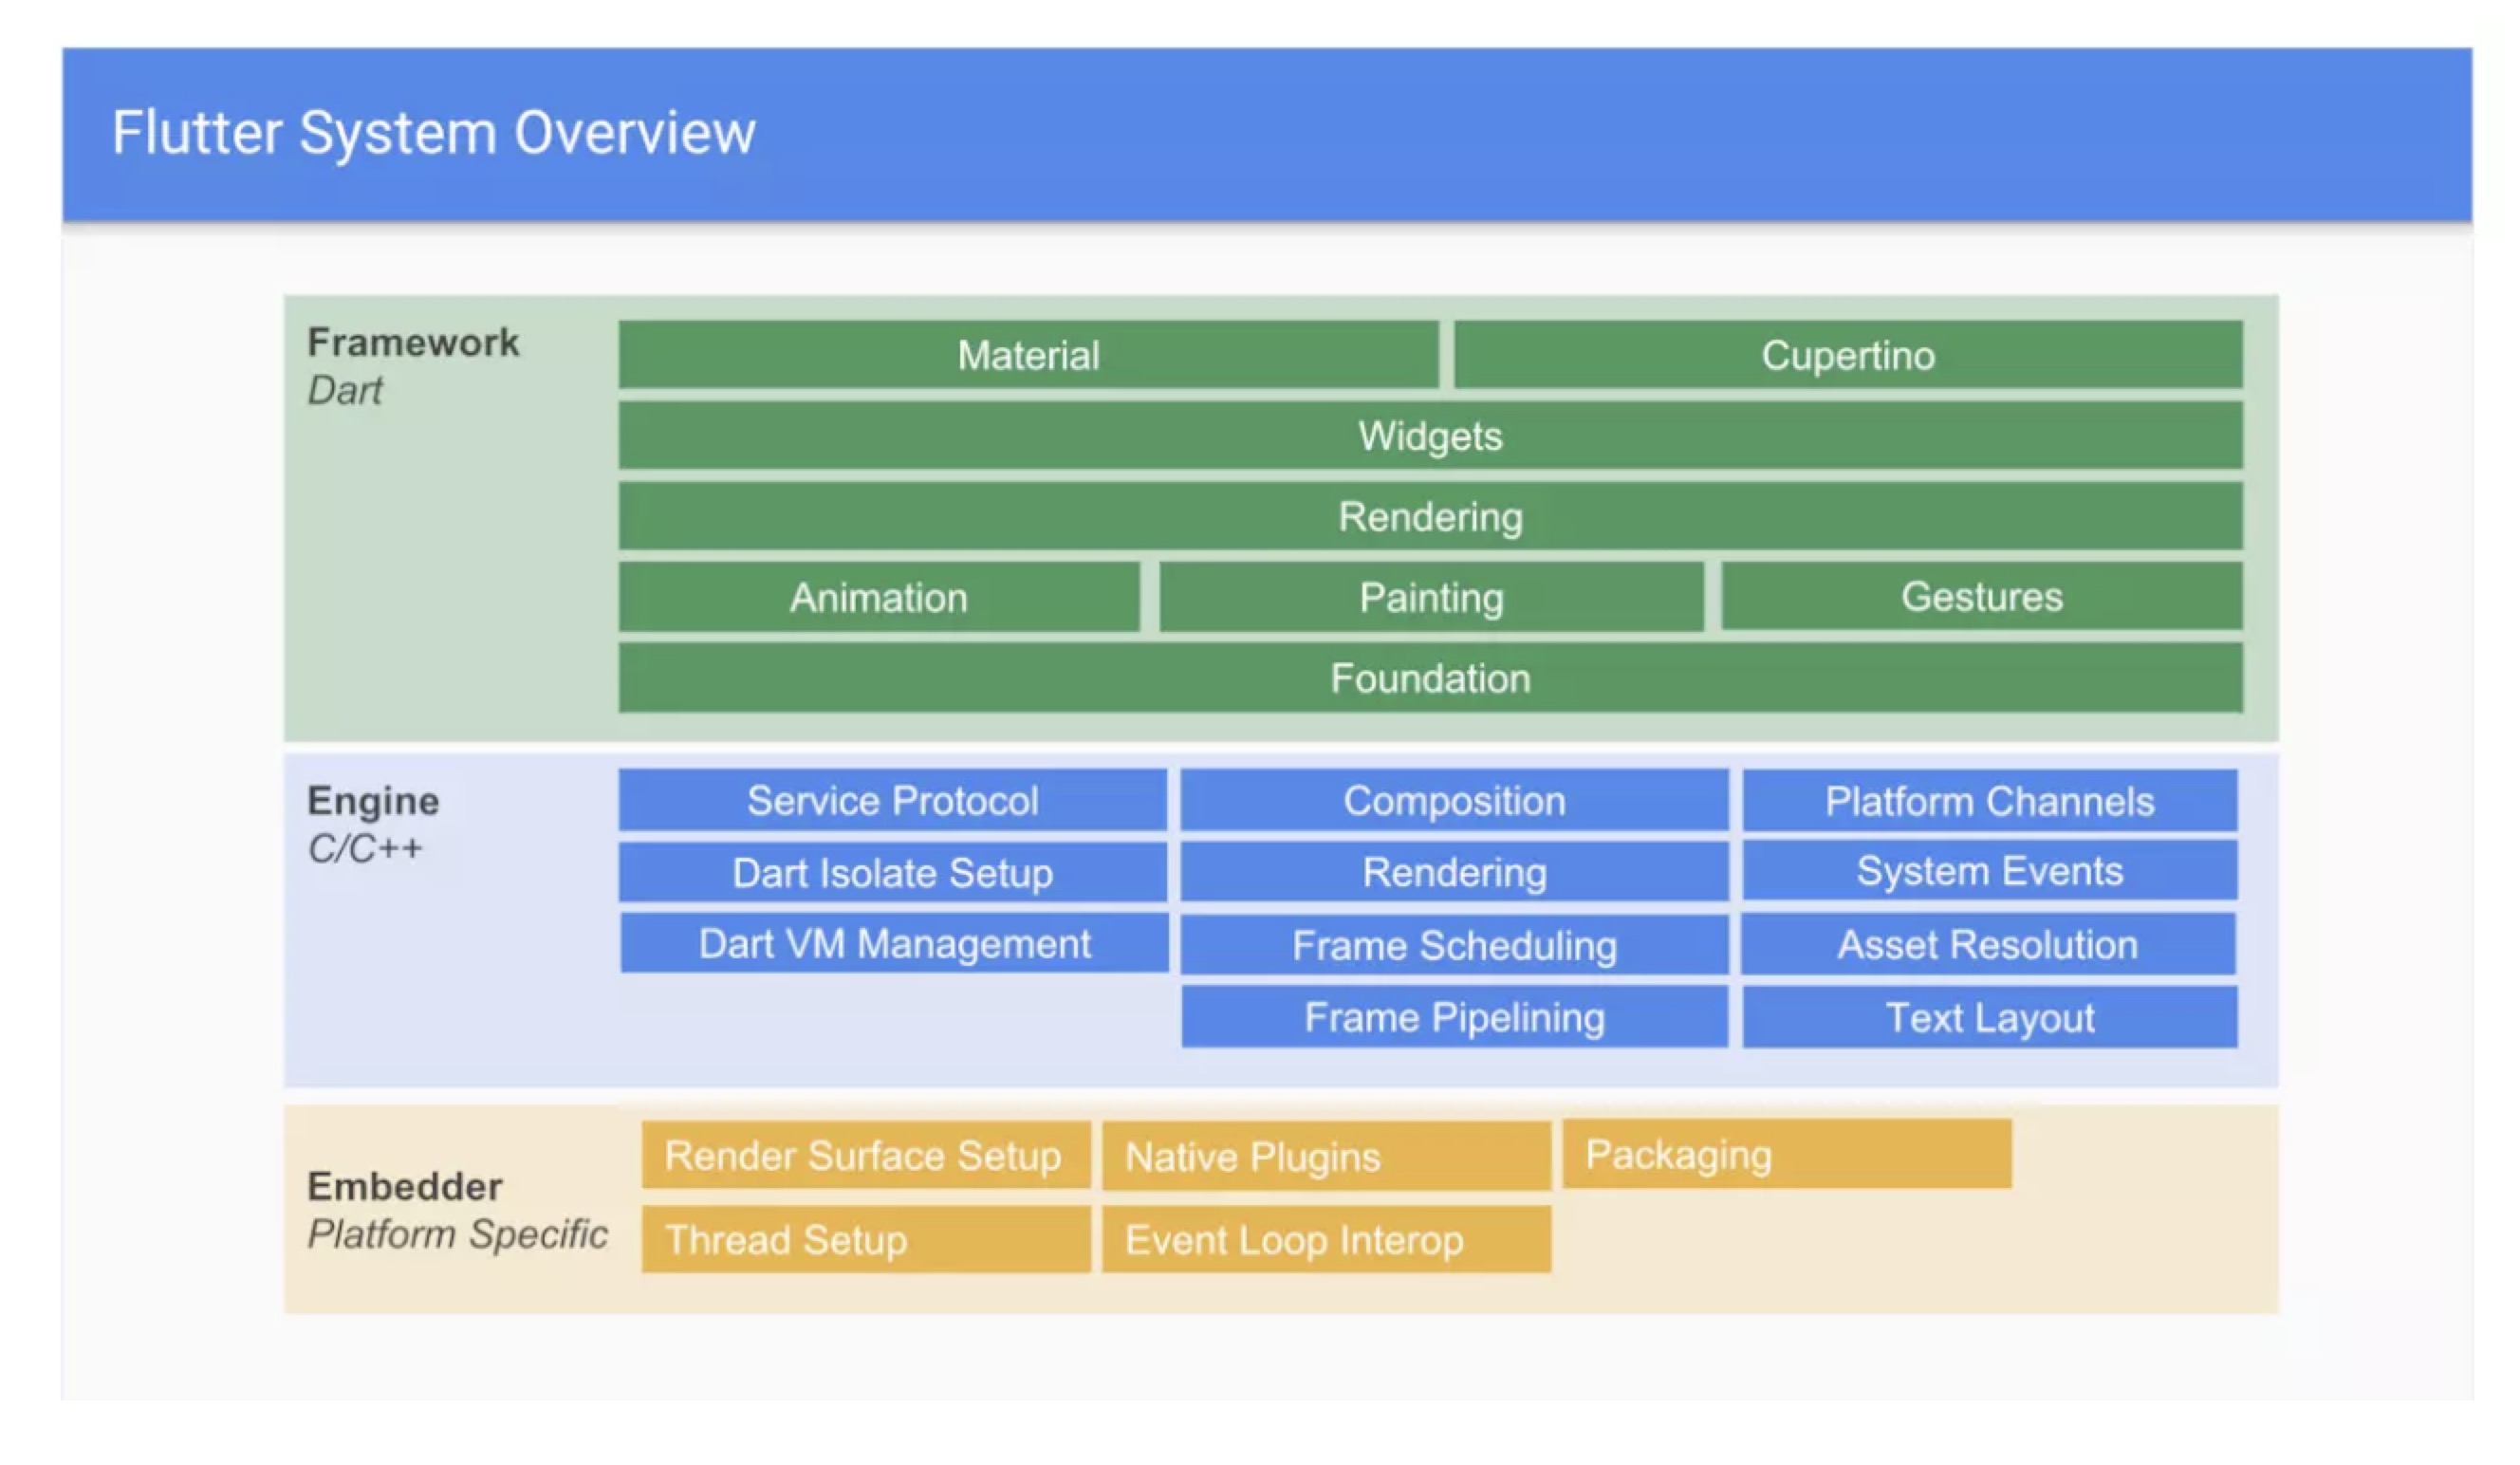 Flutter System Overview
Framework
Dart
Material
Cupertino
Widgets
Rendering
Animation
Painting
Gestures
Foundation
Engine
C/C++
Service Protocol
Composition
Platform Channels
Dart Isolate Setup
Rendering
System Events
Dart VM Management
Frame Scheduling
Asset Resolution
Frame Pipelining
Text Layout
Embedder
Platform Specific
Render Surface Setup
Native Plugins
Packaging
Thread Setup
Event Loop Interop